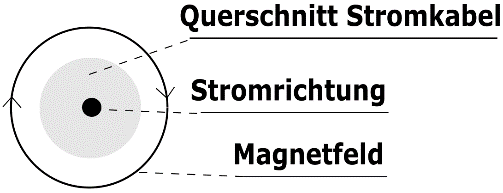 Querschnitt Stromkabel
Stromrichtung
Magnetfeld